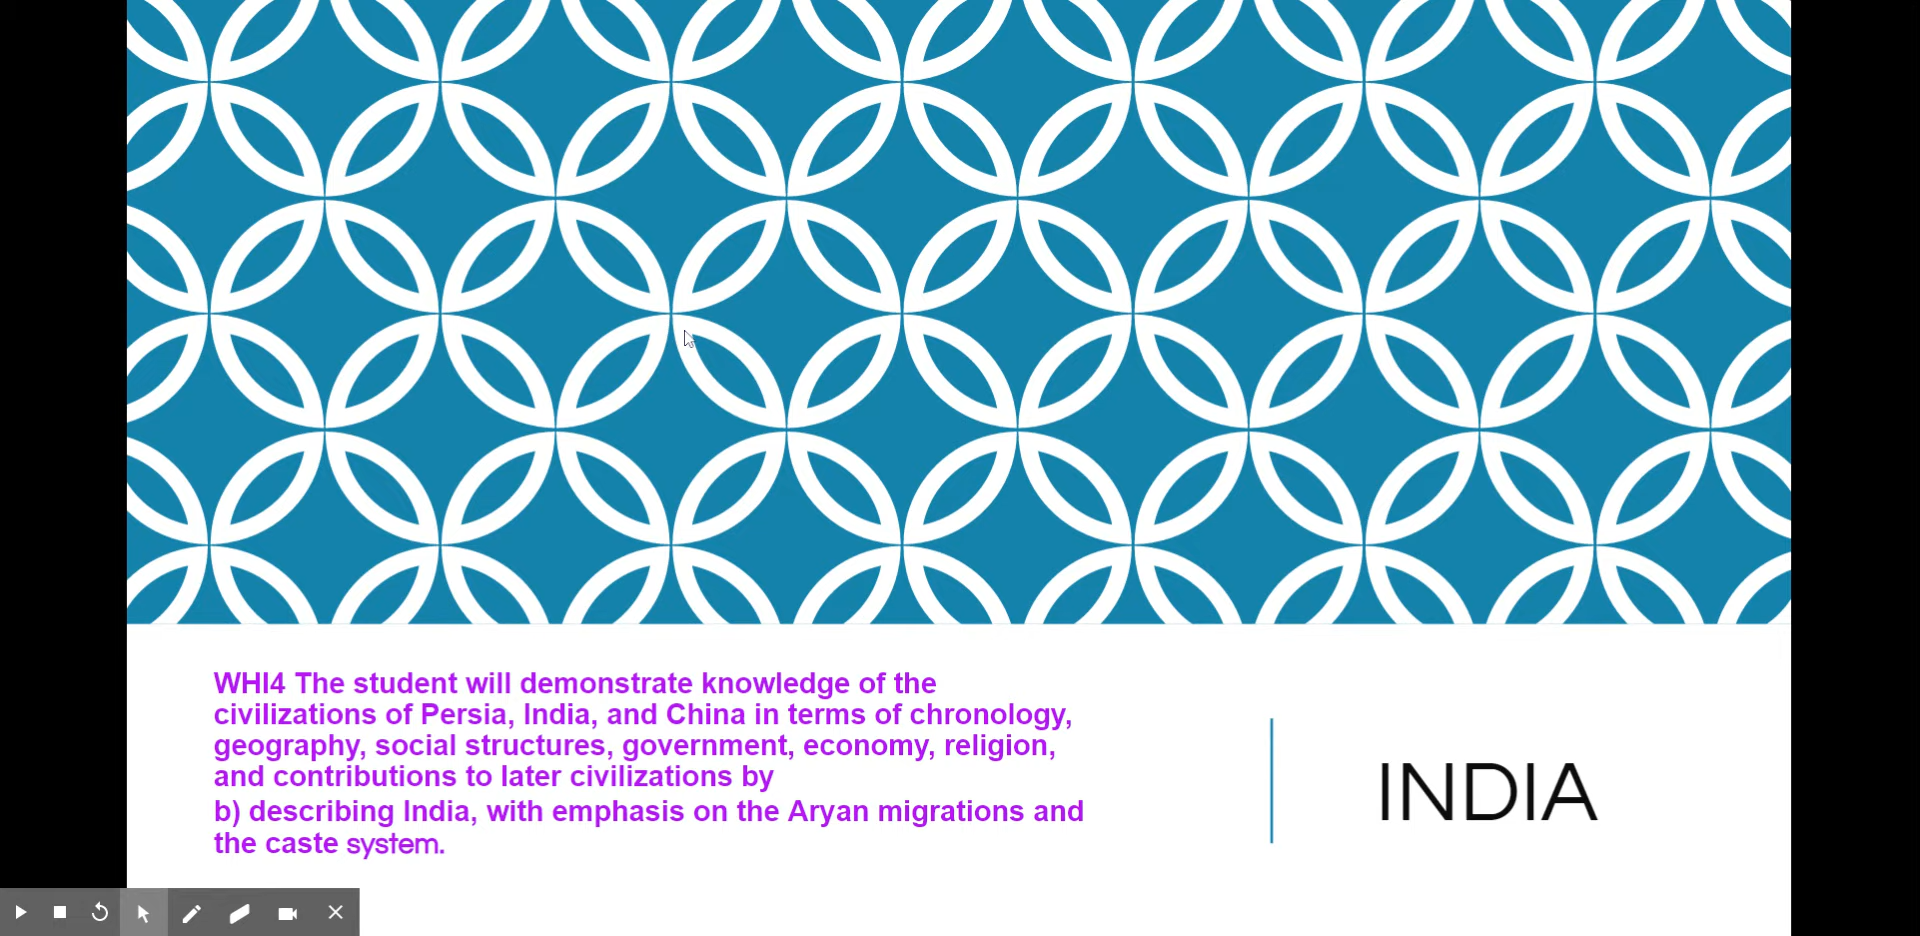 WHI4 The student will demonstrate knowledge of the
civilizations of Persia, India, and China in terms of chronology,
geography, social structures, government, economy, religion,
and contributions to later civilizations by
b) describing India, with emphasis on the Aryan migrations and
the caste system.
INDIA